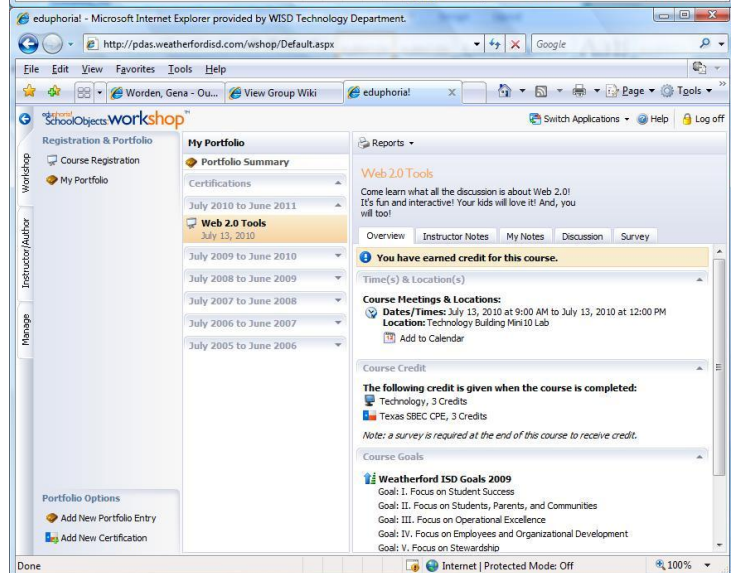 eduphoria! - Microsoft Internet Explorer provided by WISD Technology Department.
http://pdas.weatherfordisd.com/wshop/Default.aspx
Google
File Edit View Favorites Tools Help
Worden, Gena - Ou...
View Group Wiki
eduphoria!
Page
Tools
eduphoria!
SchoolObjects:workshop™
Switch Applications
Help
Log off
Workshop
Instructor/Author
Manage
Registration & Portfolio
Course Registration
My Portfolio
Portfolio Options
Add New Portfolio Entry
Add New Certification
My Portfolio
Portfolio Summary
Certifications
July 2010 to June 2011
Web 2.0 Tools
July 13, 2010
July 2009 to June 2010
July 2008 to June 2009
July 2007 to June 2008
July 2006 to June 2007
July 2005 to June 2006
Reports
Web 2.0 Tools
Come learn what all the discussion is about Web 2.0!
It's fun and interactive! Your kids will love it! And, you
will too!
Overview Instructor Notes My Notes Discussion Survey
You have earned credit for this course.
Time(s) & Location(s)
Course Meetings & Locations:
Dates/Times: July 13, 2010 at 9:00 AM to July 13, 2010 at 12:00 PM
Location: Technology Building Mini10 Lab
Add to Calendar
Course Credit
The following credit is given when the course is completed:
Technology, 3 Credits
Texas SBEC CPE, 3 Credits
Note: a survey is required at the end of this course to receive credit.
Course Goals
Weatherford ISD Goals 2009
Goal: I. Focus on Student Success
Goal: II. Focus on Students, Parents, and Communities
Goal: III. Focus on Operational Excellence
Goal: IV. Focus on Employees and Organizational Development
Goal: V. Focus on Stewardship
Done
Internet | Protected Mode: Off
100%